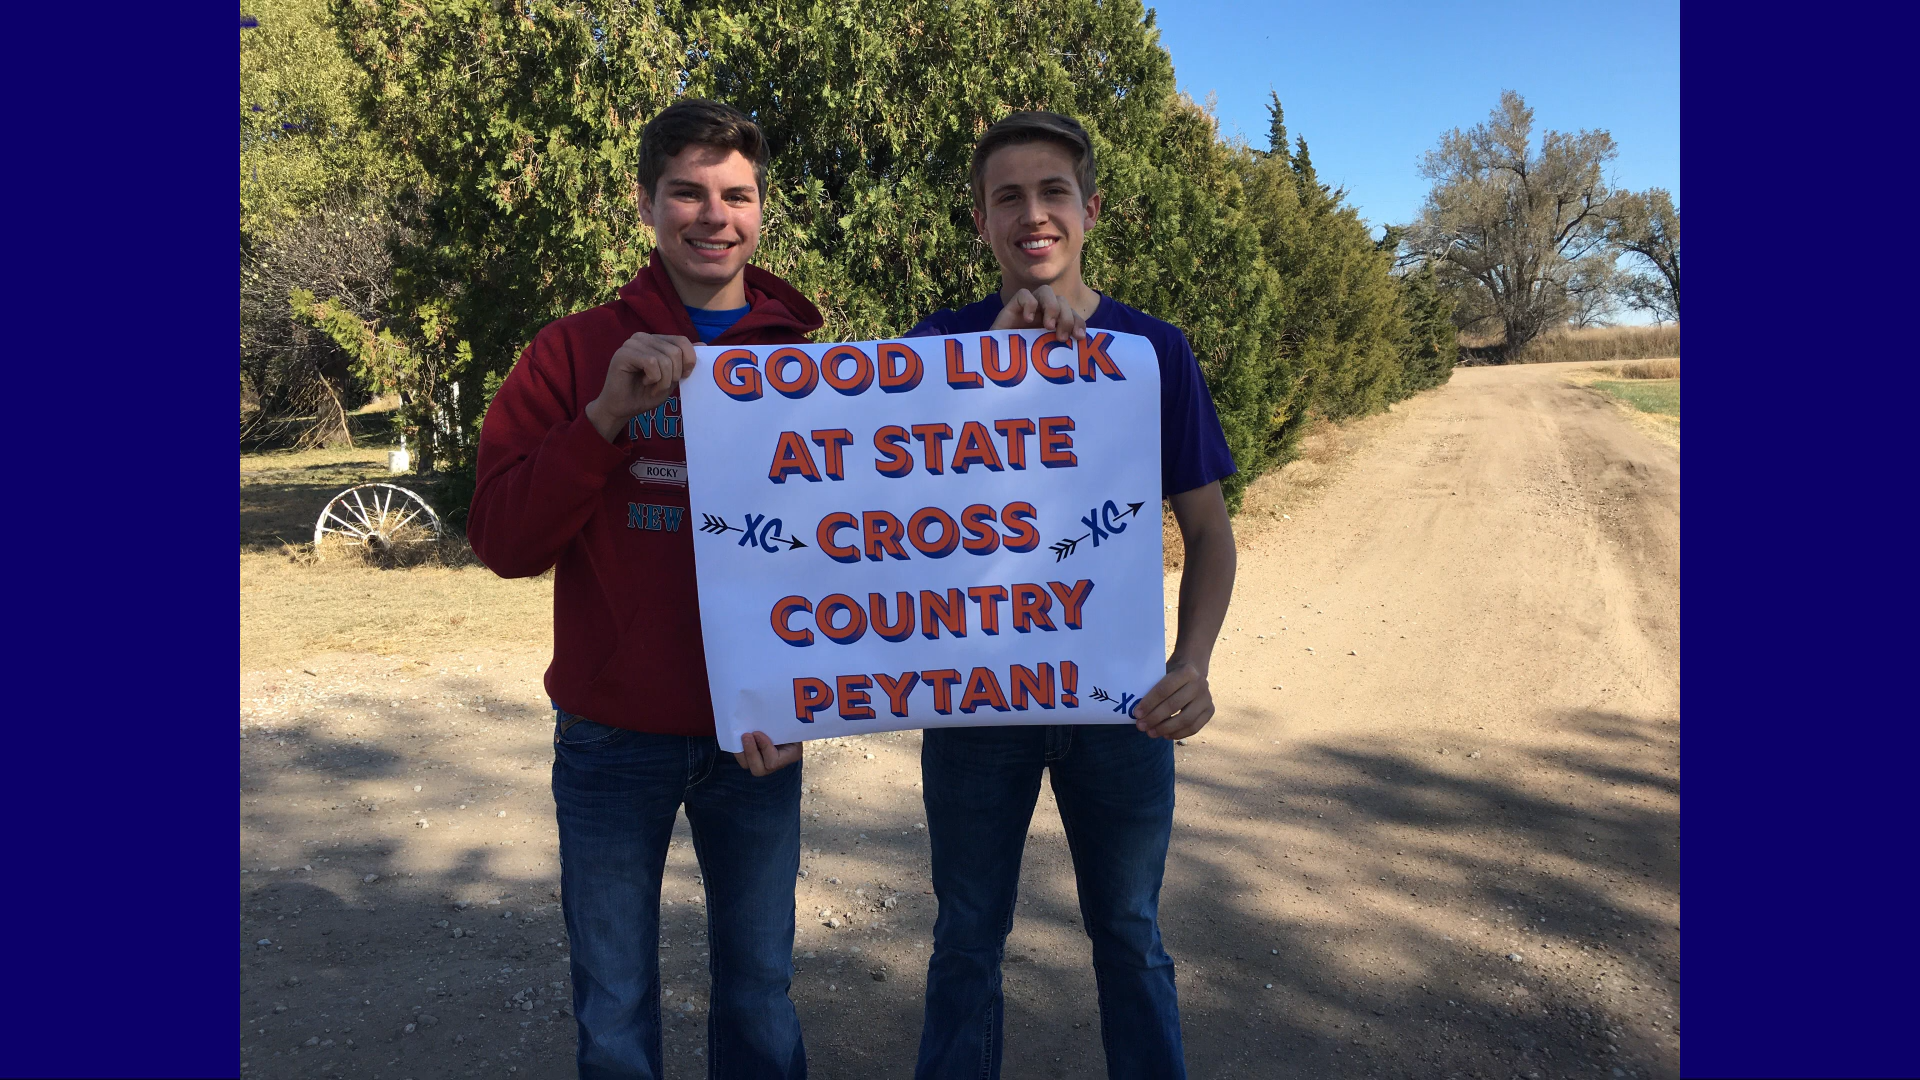 GOOD LUCK
AT STATE
XC CROSS XC
COUNTRY
PEYTAN! XC
ROCKY
NEW